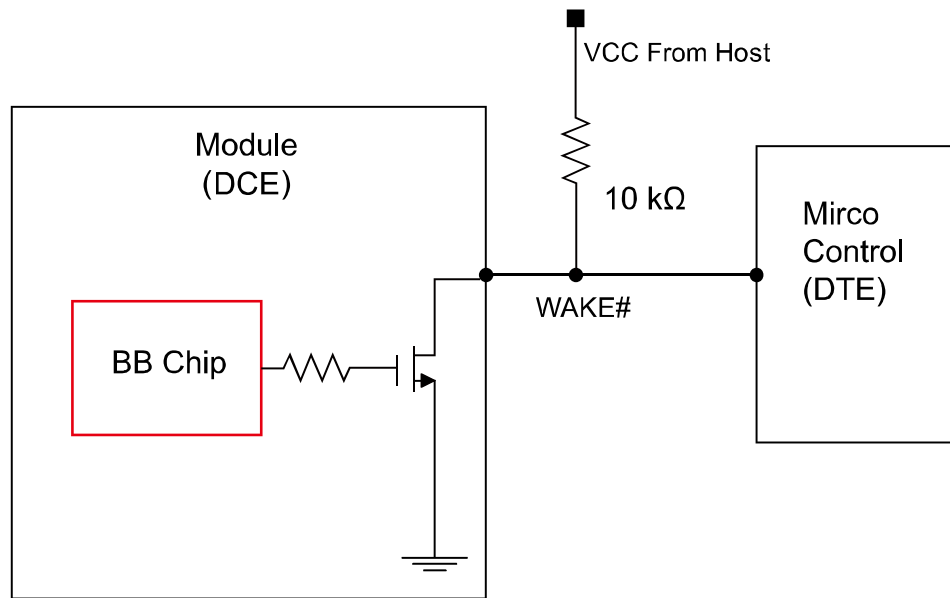 VCC From Host
Module
(DCE)
10 kΩ
Mirco
Control
(DTE)
WAKE#
BB Chip